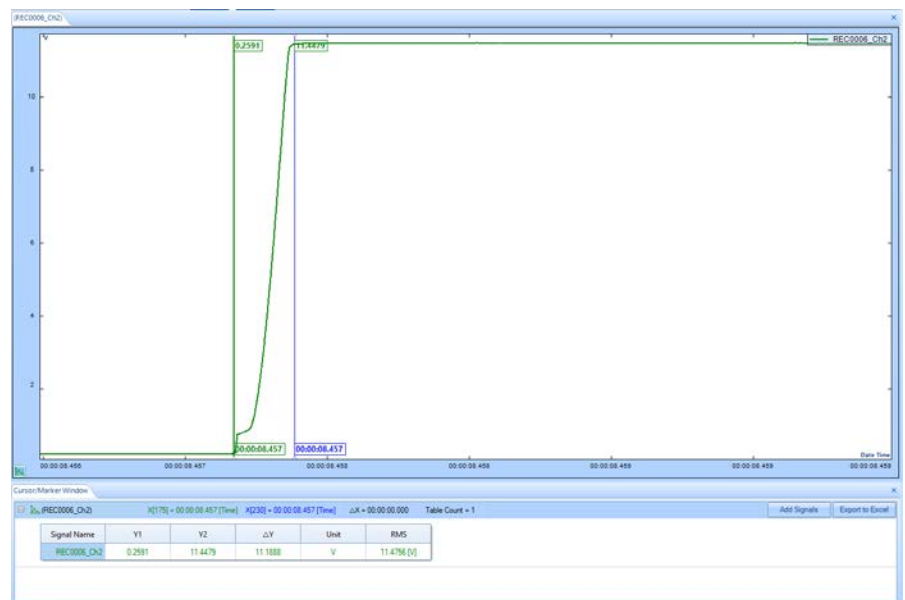 (REC0006_Ch2)
V
REC0006_Ch2
0.2591
11.4479
10
8
6
4
2
00:00:08.457
00:00:08.457
Date Time
00:00:08.456
00:00:08.457
00:00:08.458
00:00:08.458
00:00:08.459
00:00:08.459
00:00:08.459
Cursor/Marker Window
(REC0006_Ch2) X[175] = 00:00:08.457 [Time] X[230] = 00:00:08.457 [Time] △X = 00:00:00.000 Table Count = 1 Add Signals Export to Excel
Signal Name Y1 Y2 △Y Unit RMS
REC0006_Ch2 0.2591 11.4479 11.1888 V 11.4756 [V]